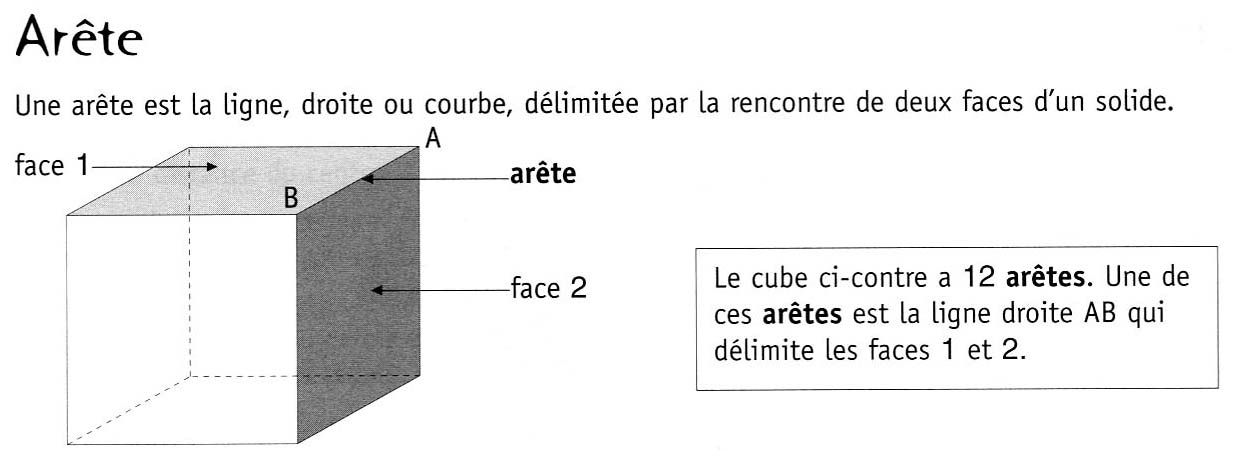 Arête
Une arête est la ligne, droite ou courbe, délimitée par la rencontre de deux faces d'un solide.
A
face 1
arête
B
face 2
Le cube ci-contre a 12 arêtes. Une de
ces arêtes est la ligne droite AB qui
délimite les faces 1 et 2.